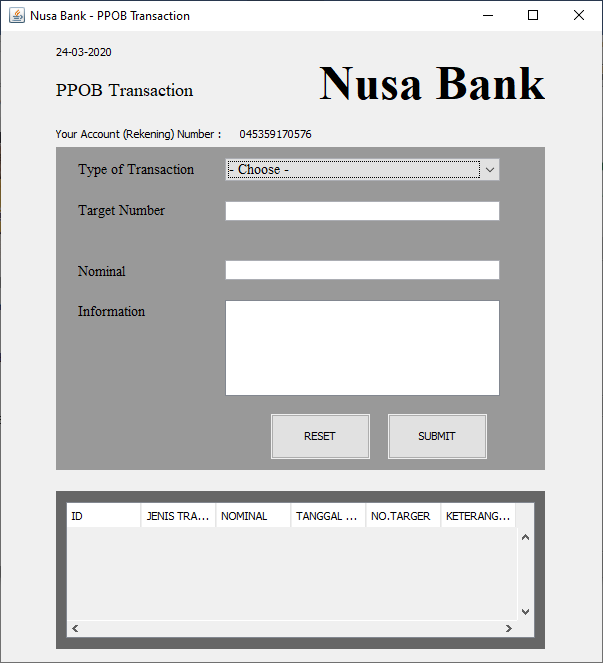 Nusa Bank - PPOB Transaction
24-03-2020
Nusa Bank
PPOB Transaction
Your Account (Rekening) Number : 045359170576
Type of Transaction - Choose -
Target Number
Nominal
Information
RESET SUBMIT
ID JENIS TRA... NOMINAL TANGGAL ... NO.TARGER KETERANG...